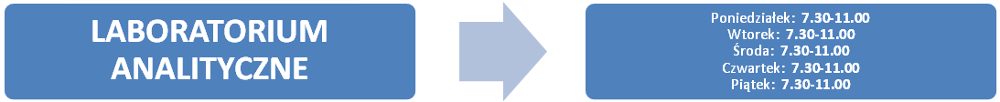 LABORATORIUM
ANALITYCZNE
Poniedziałek: 7.30-11.00
Wtorek: 7.30-11.00
Środa: 7.30-11.00
Czwartek: 7.30-11.00
Piątek: 7.30-11.00